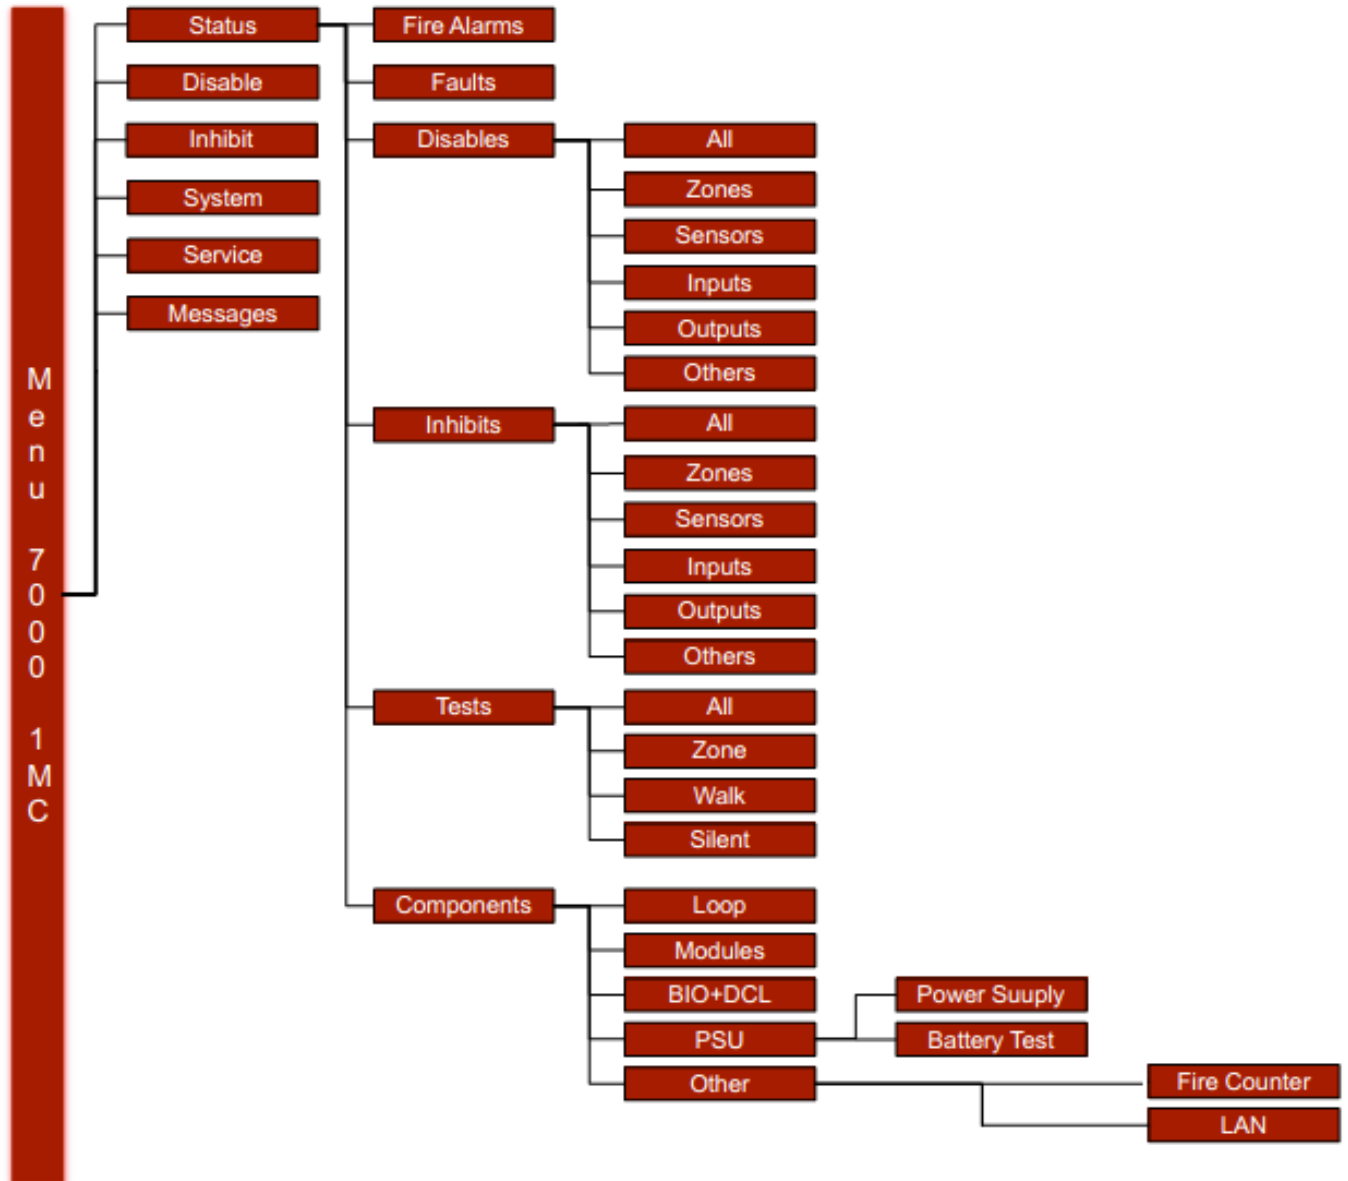 Menu 7000 1MC
Status
Disable
Inhibit
System
Service
Messages
Fire Alarms
Faults
Disables
All
Zones
Sensors
Inputs
Outputs
Others
Inhibits
All
Zones
Sensors
Inputs
Outputs
Others
Tests
All
Zone
Walk
Silent
Components
Loop
Modules
BIO+DCL
PSU
Power Suuply
Battery Test
Other
Fire Counter
LAN